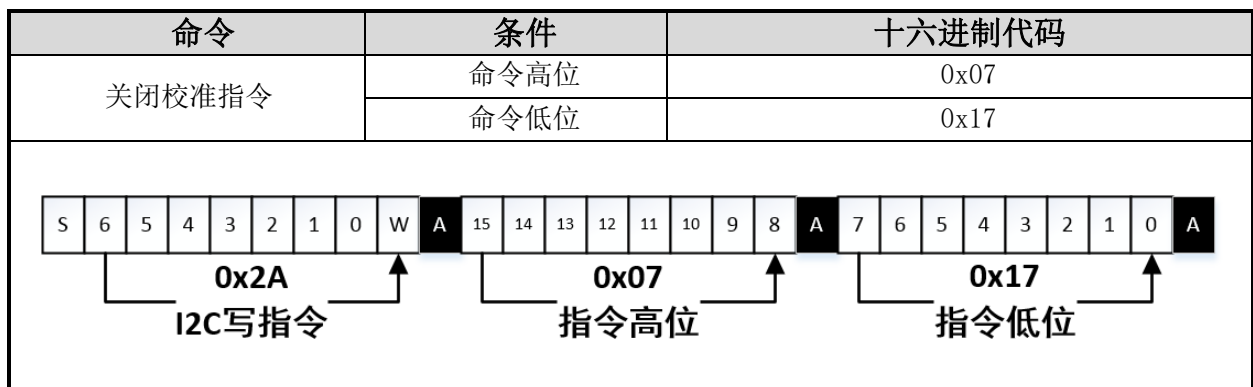 命令 条件 十六进制代码
关闭校准指令 命令高位 0x07
命令低位 0x17
S 6 5 4 3 2 1 0 W A 15 14 13 12 11 10 9 8 A 7 6 5 4 3 2 1 0 A
0x2A 0x07 0x17
I2C写指令 指令高位 指令低位